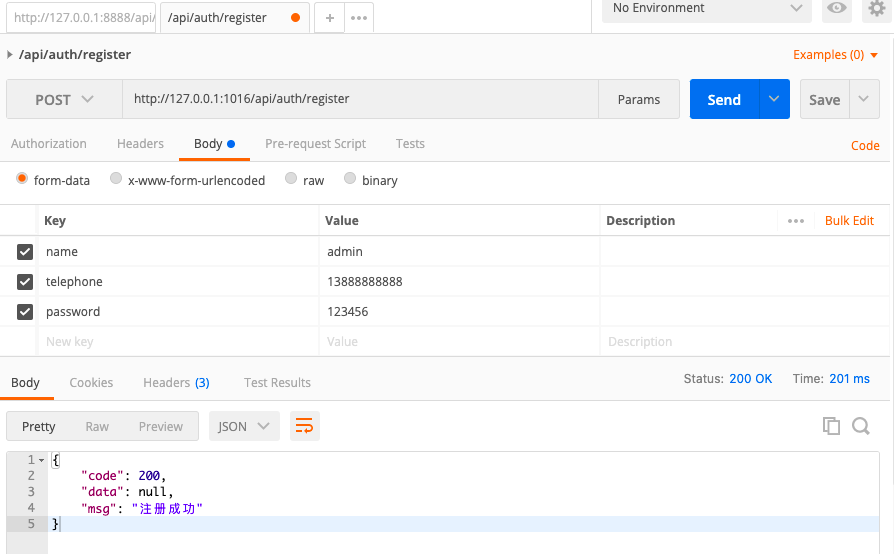 http://127.0.0.1:8888/api/ /api/auth/register + ••• No Environment
/api/auth/register Examples (0)
POST http://127.0.0.1:1016/api/auth/register Params Send Save
Authorization Headers Body Pre-request Script Tests Code
form-data x-www-form-urlencoded raw binary
Key Value Description ••• Bulk Edit
name admin
telephone 13888888888
password 123456
New key Value Description
Body Cookies Headers (3) Test Results Status: 200 OK Time: 201 ms
Pretty Raw Preview JSON
1 {
2 "code": 200,
3 "data": null,
4 "msg": "注册成功"
5 }